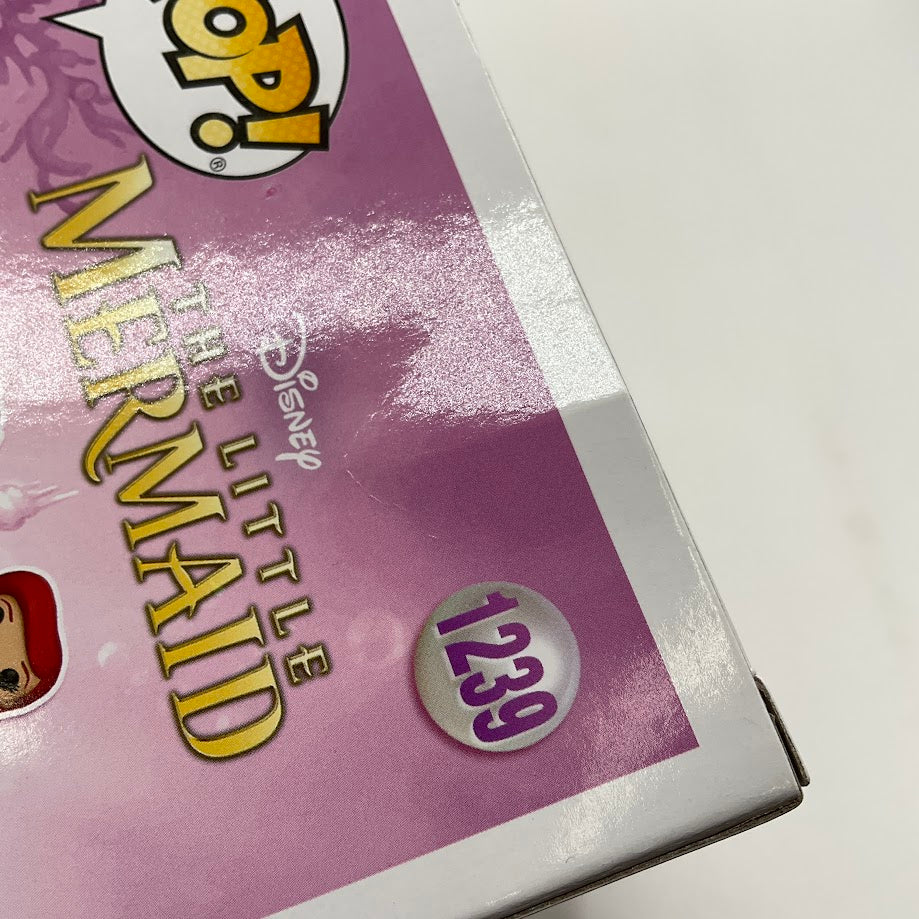 POP!
®
Disney
THE LITTLE
MERMAID
1239